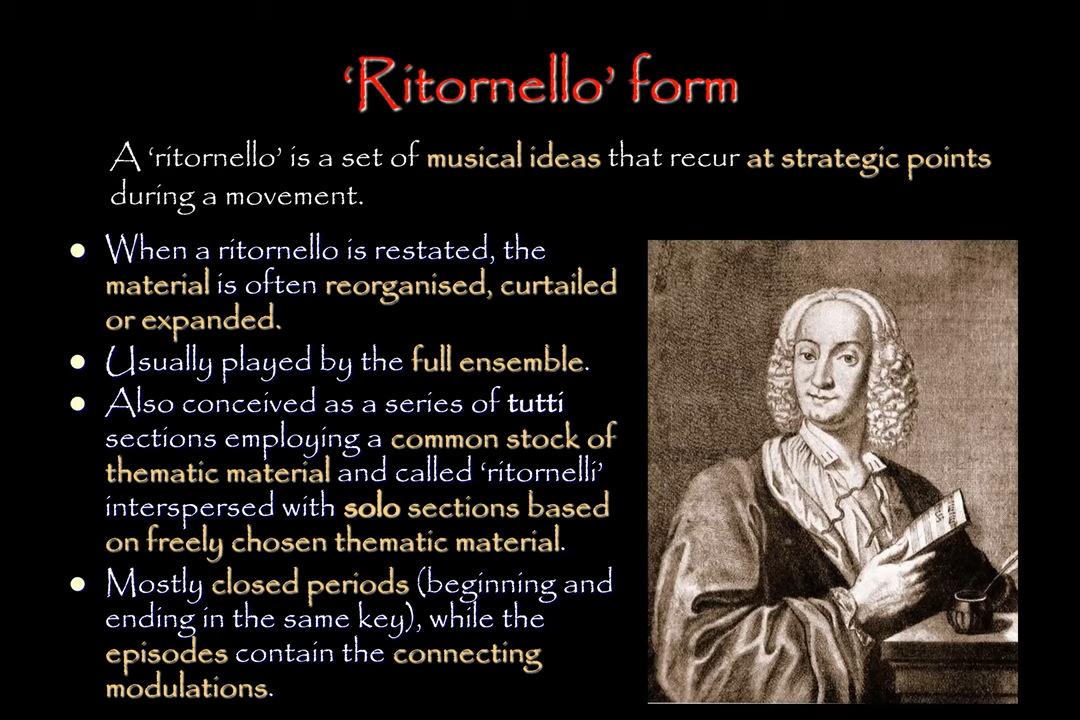 ‘Ritornello’ form
A ‘ritornello’ is a set of musical ideas that recur at strategic points
during a movement.
● When a ritornello is restated, the
material is often reorganised, curtailed
or expanded.
● Usually played by the full ensemble.
● Also conceived as a series of tutti
sections employing a common stock of
thematic material and called ‘ritornelli’
interspersed with solo sections based
on freely chosen thematic material.
● Mostly closed periods (beginning and
ending in the same key), while the
episodes contain the connecting
modulations.